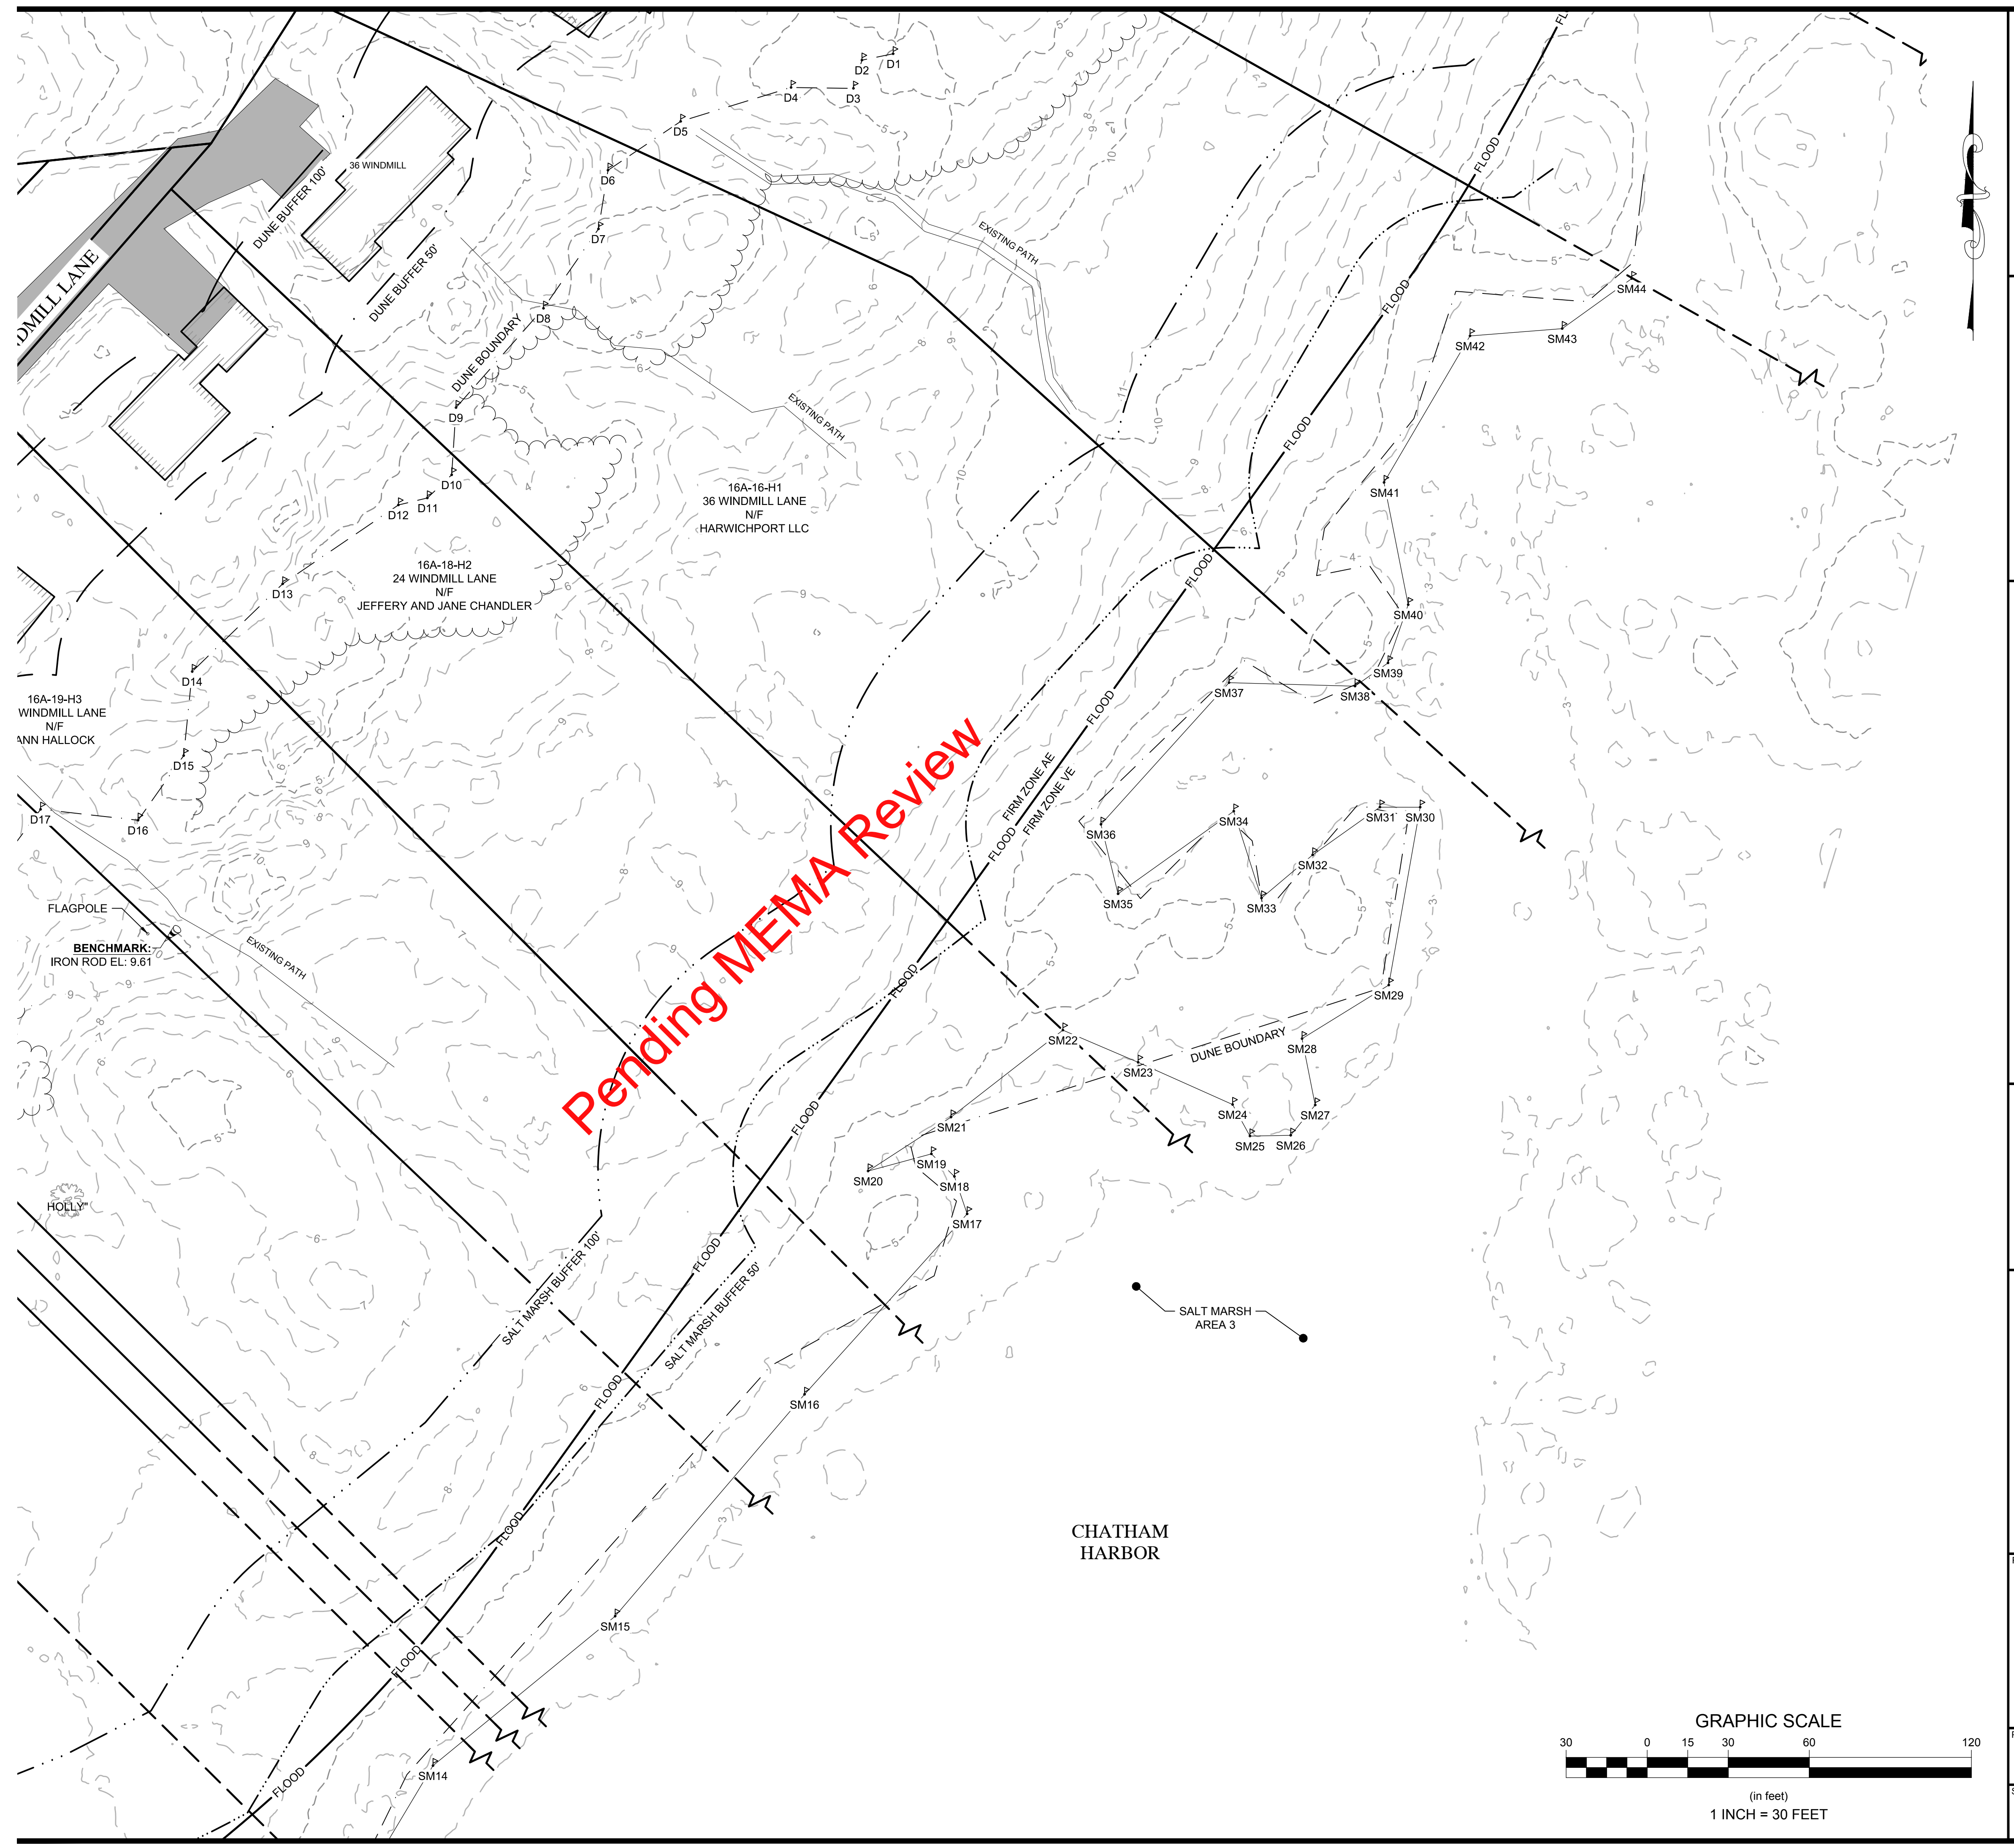 D1
D2
D3
D4
D5
D6
D7
D8
D9
D10
D11
D12
D13
D14
D15
D16
D17
36 WINDMILL
DUNE BUFFER 100'
DUNE BUFFER 50'
DMILL LANE
DUNE BOUNDARY
EXISTING PATH
EXISTING PATH
16A-16-H1
36 WINDMILL LANE
N/F
HARWICHPORT LLC
16A-18-H2
24 WINDMILL LANE
N/F
JEFFERY AND JANE CHANDLER
16A-19-H3
WINDMILL LANE
N/F
ANN HALLOCK
FLAGPOLE
BENCHMARK:
IRON ROD EL: 9.61
EXISTING PATH
HOLLY"
Pending MEMA Review
FIRM ZONE AE
FIRM ZONE VE
FL
FLOOD
FLOOD
FLOOD
FLOOD
FLOOD
FLOOD
FLOOD
FLOOD
FLOOD
FLOOD
FLOOD
FLOOD
FLOOD
FLOOD
SM44
SM43
SM42
SM41
SM40
SM39
SM38
SM37
SM36
SM35
SM34
SM33
SM32
SM31
SM30
SM29
SM28
SM27
SM26
SM25
SM24
SM23
SM22
SM21
SM20
SM19
SM18
SM17
SM16
SM15
SM14
DUNE BOUNDARY
SALT MARSH BUFFER 100'
SALT MARSH BUFFER 50'
SALT MARSH
AREA 3
CHATHAM
HARBOR
GRAPHIC SCALE
30 0 15 30 60 120
(in feet)
1 INCH = 30 FEET